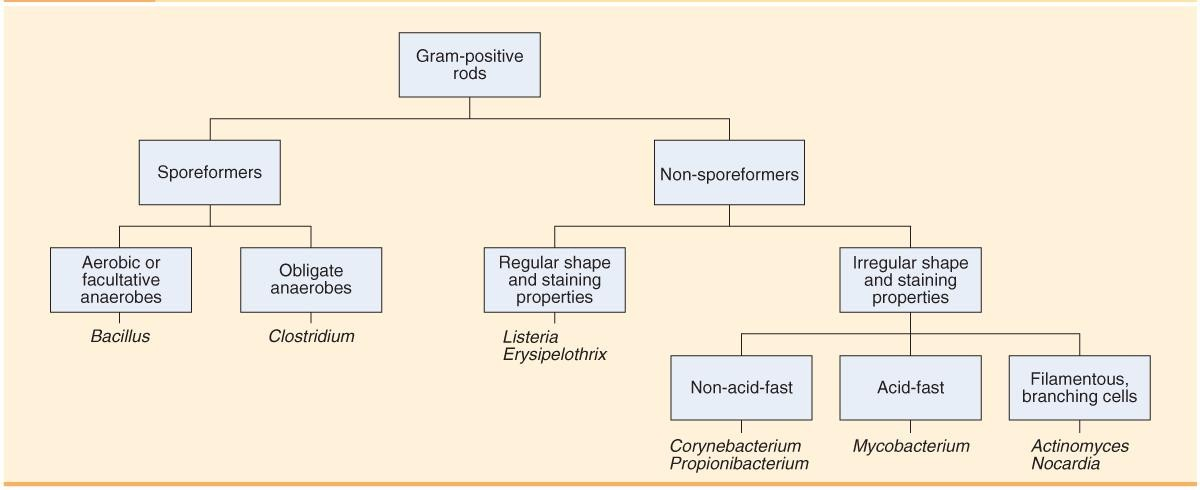 Gram-positive
rods
Sporeformers
Non-sporeformers
Aerobic or
facultative
anaerobes
Obligate
anaerobes
Regular shape
and staining
properties
Irregular shape
and staining
properties
Bacillus
Clostridium
Listeria
Erysipelothrix
Non-acid-fast
Acid-fast
Filamentous,
branching cells
Corynebacterium
Propionibacterium
Mycobacterium
Actinomyces
Nocardia